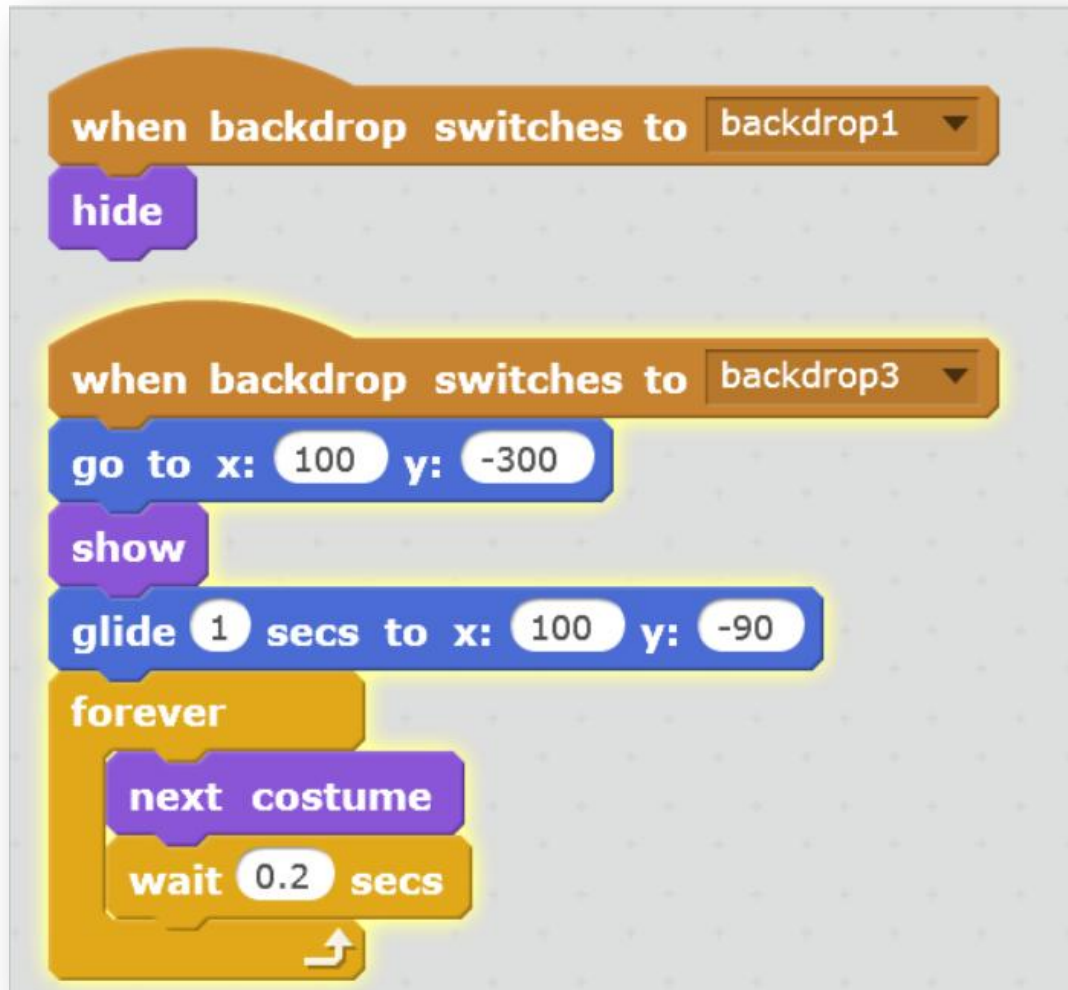 when backdrop switches to backdrop1
hide
when backdrop switches to backdrop3
go to x: 100 y: -300
show
glide 1 secs to x: 100 y: -90
forever
next costume
wait 0.2 secs